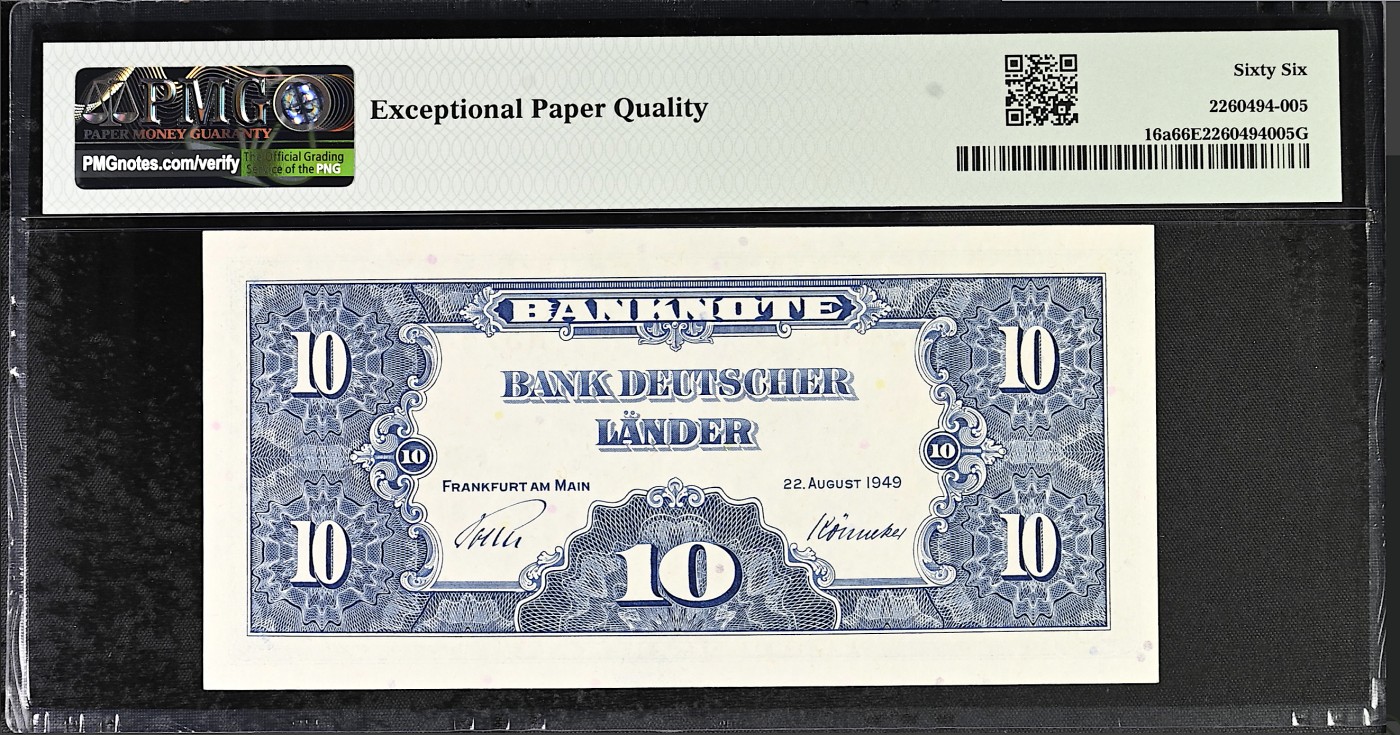 PMG
PAPER MONEY GUARANTY
PMGnotes.com/verify
The Official Grading
Service of the PNG
Exceptional Paper Quality
Sixty Six
2260494-005
16a66E2260494005G
BANKNOTE
10 10
BANK DEUTSCHER
LÄNDER
10 10
FRANKFURT AM MAIN 22. AUGUST 1949
Könneker
10 10 10